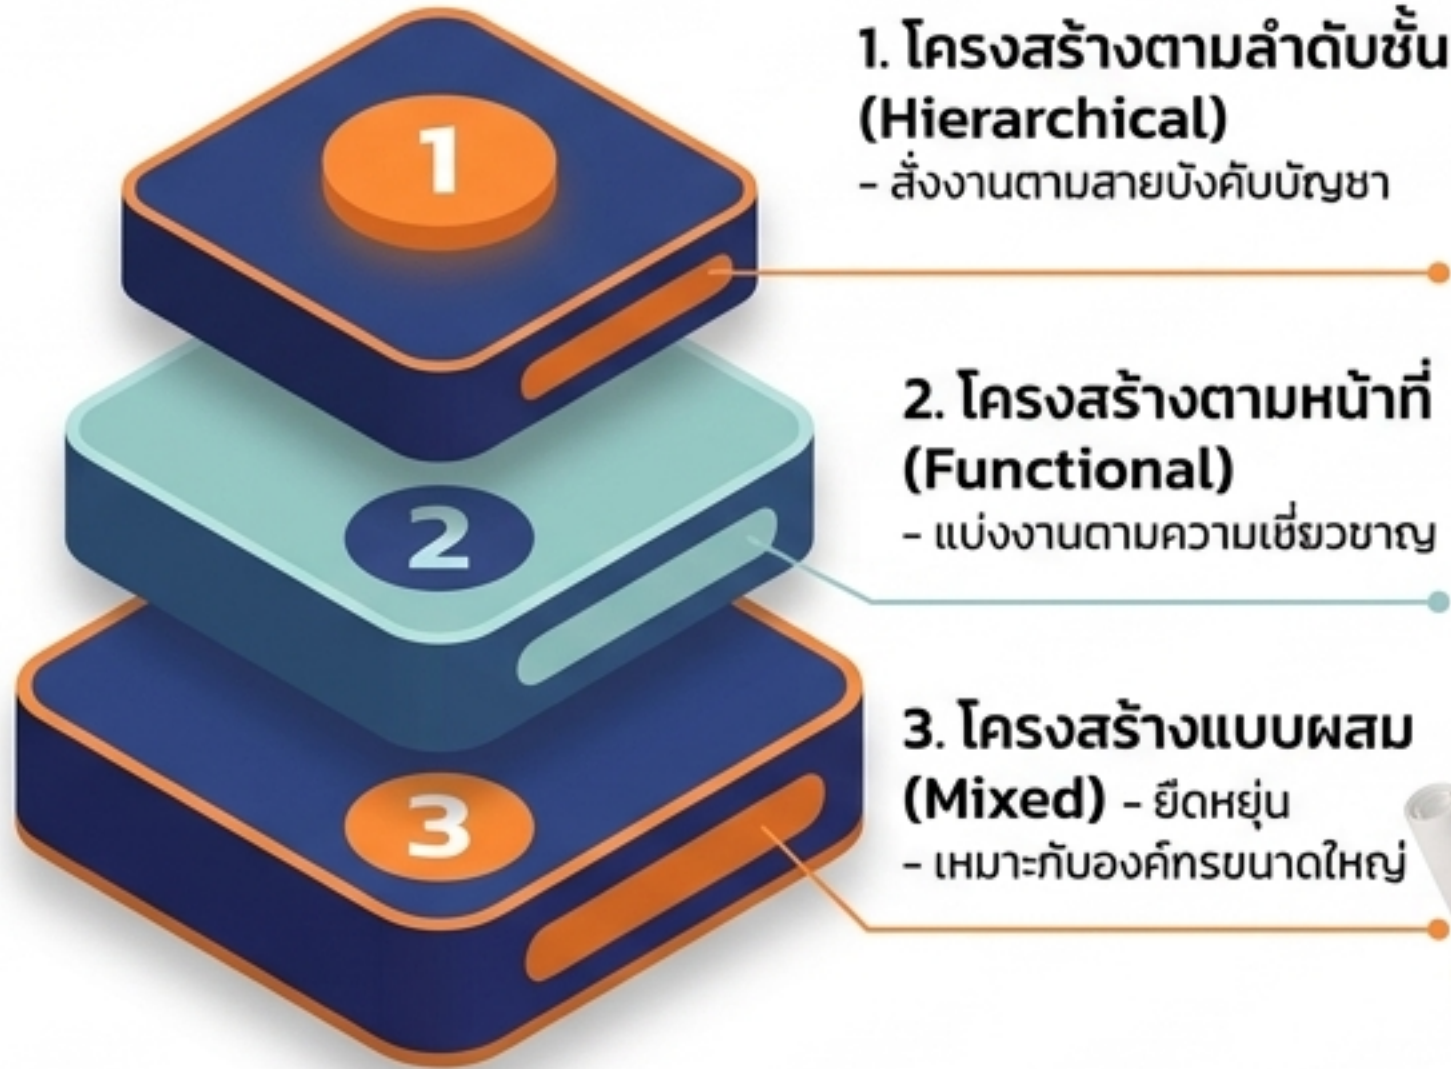 1
1. โครงสร้างตามลำดับชั้น
(Hierarchical)
- สั่งงานตามสายบังคับบัญชา
2
2. โครงสร้างตามหน้าที่
(Functional)
- แบ่งงานตามความเชี่ยวชาญ
3
3. โครงสร้างแบบผสม
(Mixed) - ยืดหยุ่น
- เหมาะกับองค์ทรขนาดใหญ่